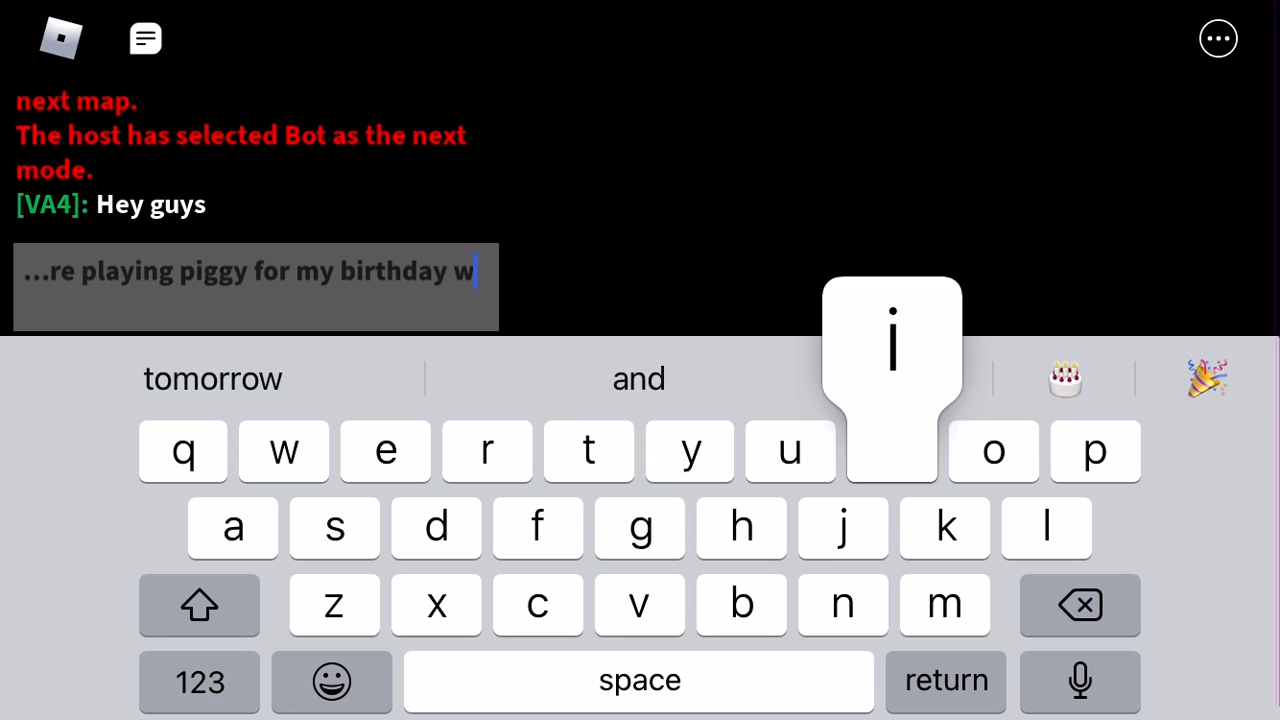 next map.
The host has selected Bot as the next
mode.
[VA4]: Hey guys
...re playing piggy for my birthday w
i
tomorrow and
q w e r t y u o p
a s d f g h j k l
z x c v b n m
123 space return